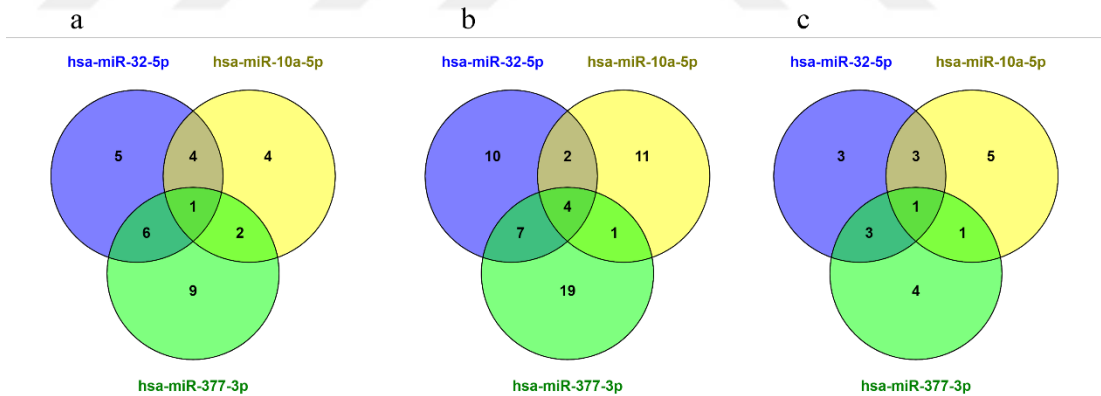 a b c
hsa-miR-32-5p hsa-miR-10a-5p hsa-miR-32-5p hsa-miR-10a-5p hsa-miR-32-5p hsa-miR-10a-5p
5 4 4 10 2 11 3 3 5
1 4 1
6 2 7 1 3 1
9 19 4
hsa-miR-377-3p hsa-miR-377-3p hsa-miR-377-3p